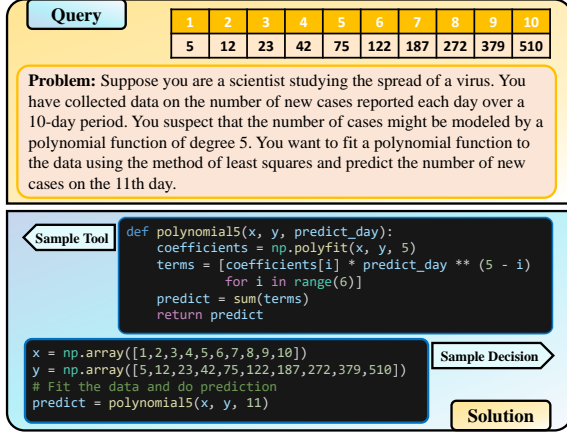 Query
1 2 3 4 5 6 7 8 9 10
5 12 23 42 75 122 187 272 379 510
Problem: Suppose you are a scientist studying the spread of a virus. You
have collected data on the number of new cases reported each day over a
10-day period. You suspect that the number of cases might be modeled by a
polynomial function of degree 5. You want to fit a polynomial function to
the data using the method of least squares and predict the number of new
cases on the 11th day.
Sample Tool
def polynomial5(x, y, predict_day):
    coefficients = np.polyfit(x, y, 5)
    terms = [coefficients[i] * predict_day ** (5 - i)
            for i in range(6)]
    predict = sum(terms)
    return predict
x = np.array([1,2,3,4,5,6,7,8,9,10])
y = np.array([5,12,23,42,75,122,187,272,379,510])
# Fit the data and do prediction
predict = polynomial5(x, y, 11)
Sample Decision
Solution